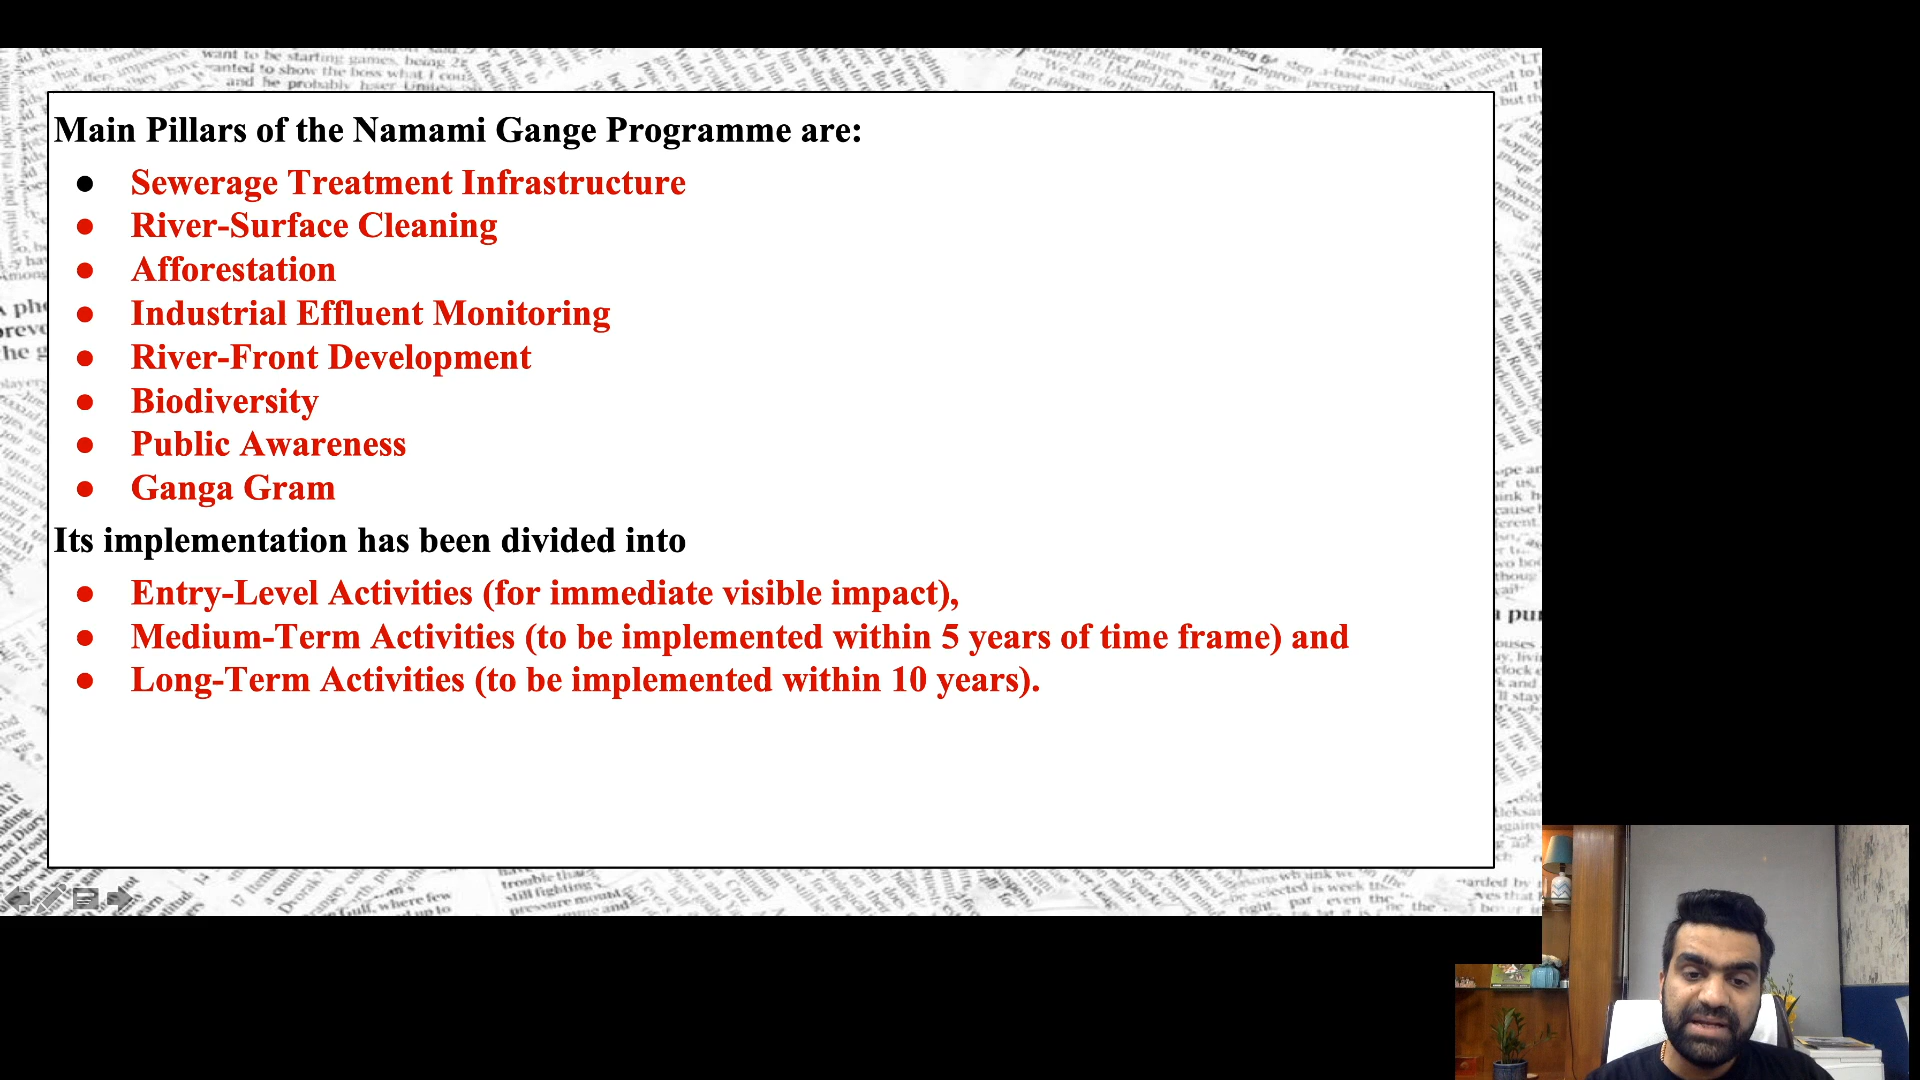 Main Pillars of the Namami Gange Programme are:
● Sewerage Treatment Infrastructure
● River-Surface Cleaning
● Afforestation
● Industrial Effluent Monitoring
● River-Front Development
● Biodiversity
● Public Awareness
● Ganga Gram
Its implementation has been divided into
● Entry-Level Activities (for immediate visible impact),
● Medium-Term Activities (to be implemented within 5 years of time frame) and
● Long-Term Activities (to be implemented within 10 years).